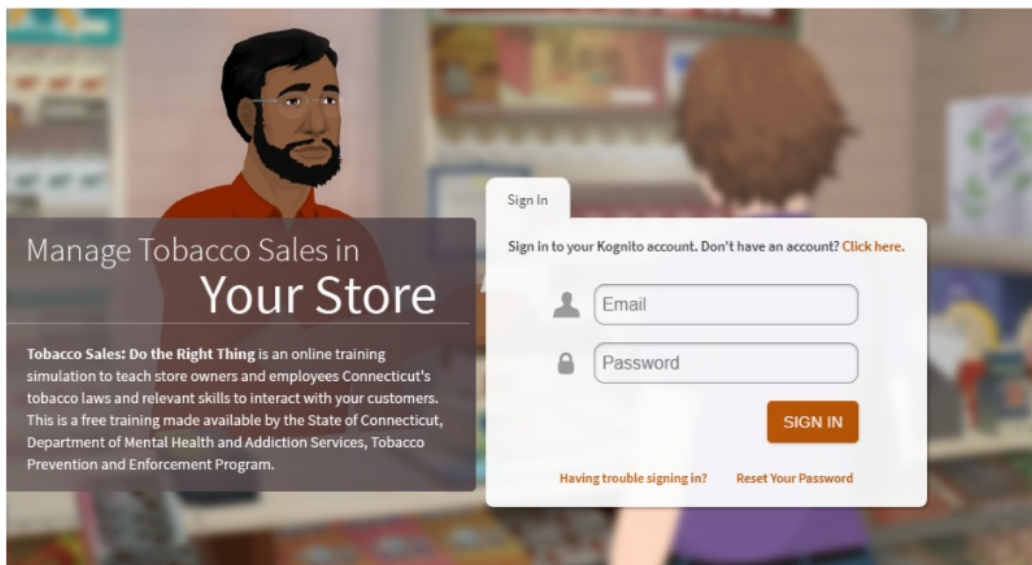 Manage Tobacco Sales in
Your Store
Tobacco Sales: Do the Right Thing is an online training
simulation to teach store owners and employees Connecticut's
tobacco laws and relevant skills to interact with your customers.
This is a free training made available by the State of Connecticut,
Department of Mental Health and Addiction Services, Tobacco
Prevention and Enforcement Program.
Sign In
Sign in to your Kognito account. Don't have an account? Click here.
Email
Password
SIGN IN
Having trouble signing in? Reset Your Password